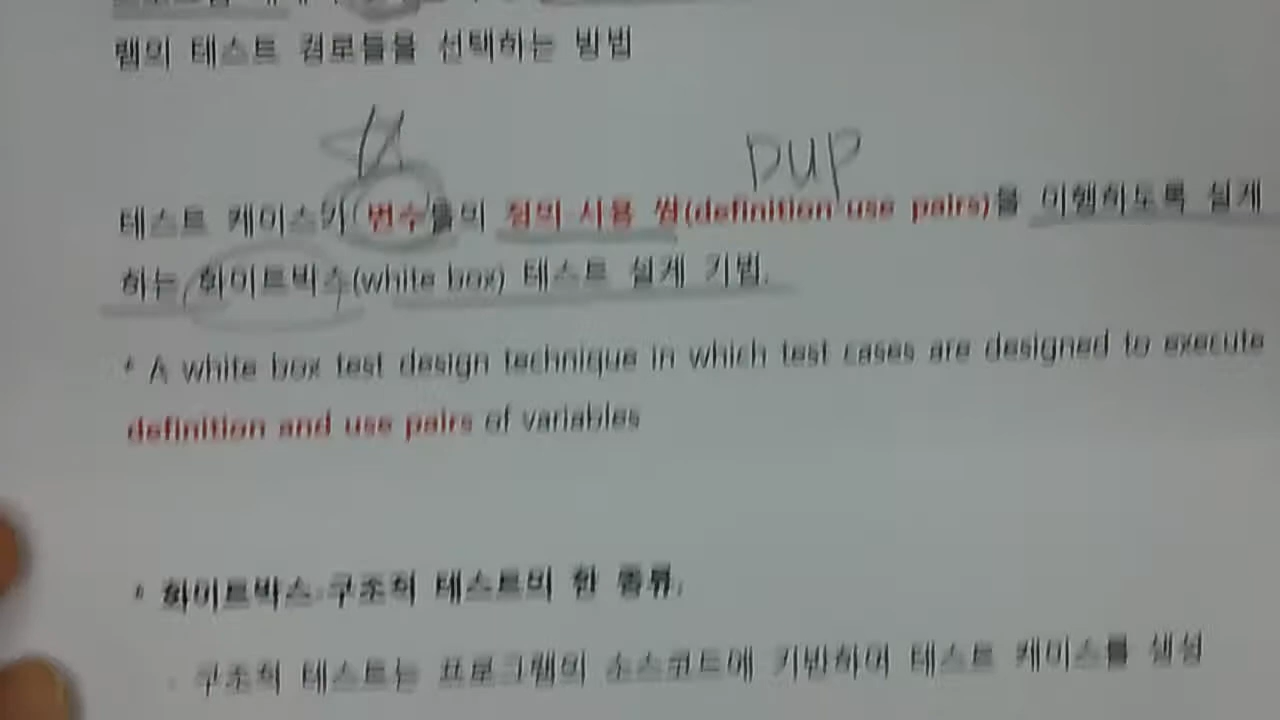 램의 테스트 경로들을 선택하는 방법
DUP
테스트 케이스가 변수들의 정의 사용 쌍(definition use pairs)을 이행하도록 설계
하는 화이트박스(white box) 테스트 설계 기법.
* A white box test design technique in which test cases are designed to execute
definition and use pairs of variables
* 화이트박스 구조적 테스트의 한 종류.
구조적 테스트는 프로그램의 소스코드에 기반하여 테스트 케이스를 생성